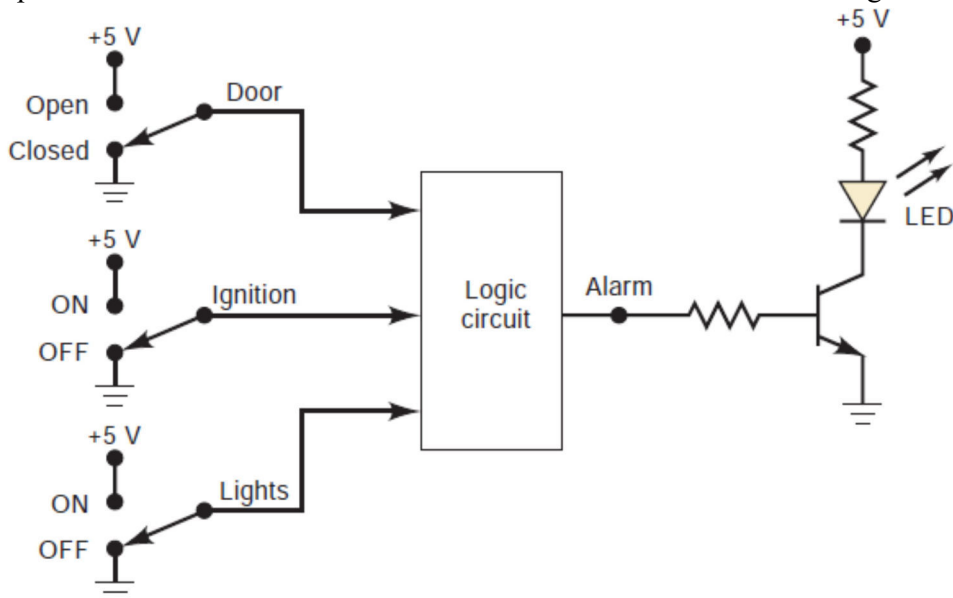 +5 V
+5 V
Open
Door
Closed
LED
+5 V
ON
Ignition
Logic
circuit
Alarm
OFF
+5 V
ON
Lights
OFF